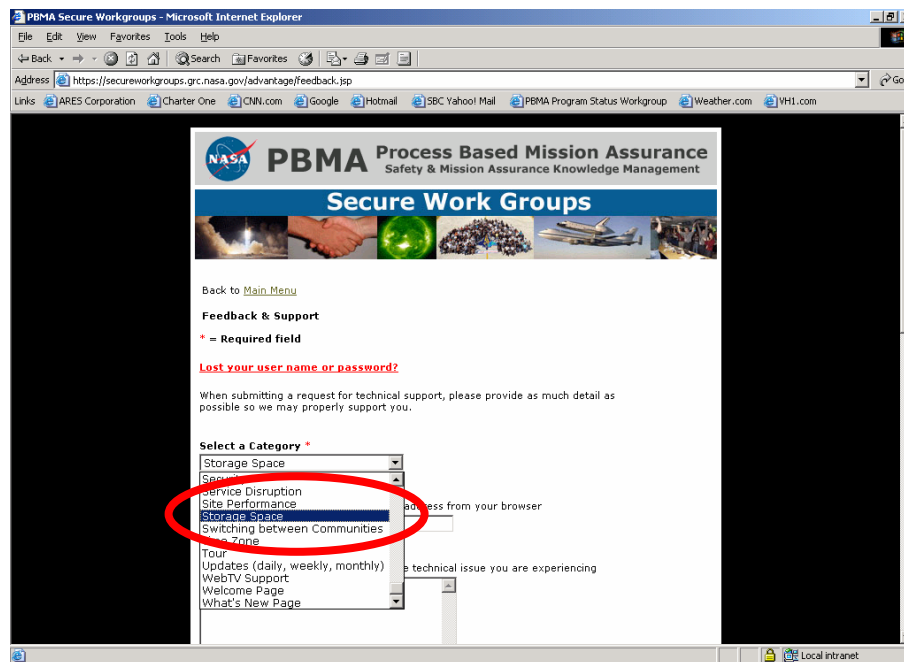 PBMA Secure Workgroups - Microsoft Internet Explorer
File Edit View Favorites Tools Help
Back Search Favorites
Address https://secureworkgroups.grc.nasa.gov/advantage/feedback.jsp Go
Links ARES Corporation Charter One CNN.com Google Hotmail SBC Yahoo! Mail PBMA Program Status Workgroup Weather.com VH1.com
NASA PBMA Process Based Mission Assurance
Safety & Mission Assurance Knowledge Management
Secure Work Groups
Back to Main Menu
Feedback & Support
* = Required field
Lost your user name or password?
When submitting a request for technical support, please provide as much detail as
possible so we may properly support you.
Select a Category *
Storage Space
Security
Service Disruption
Site Performance
address from your browser
Storage Space
Switching between Communities
Time Zone
Tour
Updates (daily, weekly, monthly)
e technical issue you are experiencing
WebTV Support
Welcome Page
What's New Page
Local intranet